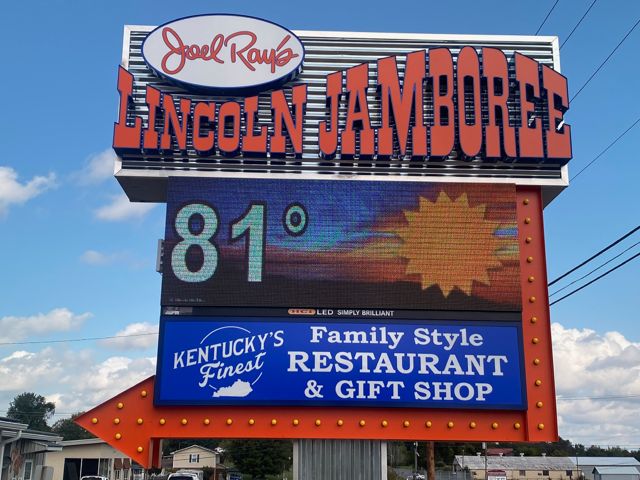 Joel Ray's
LINCOLN JAMBOREE
81°
LED SIMPLY BRILLIANT
KENTUCKY'S
Finest
Family Style
RESTAURANT
& GIFT SHOP